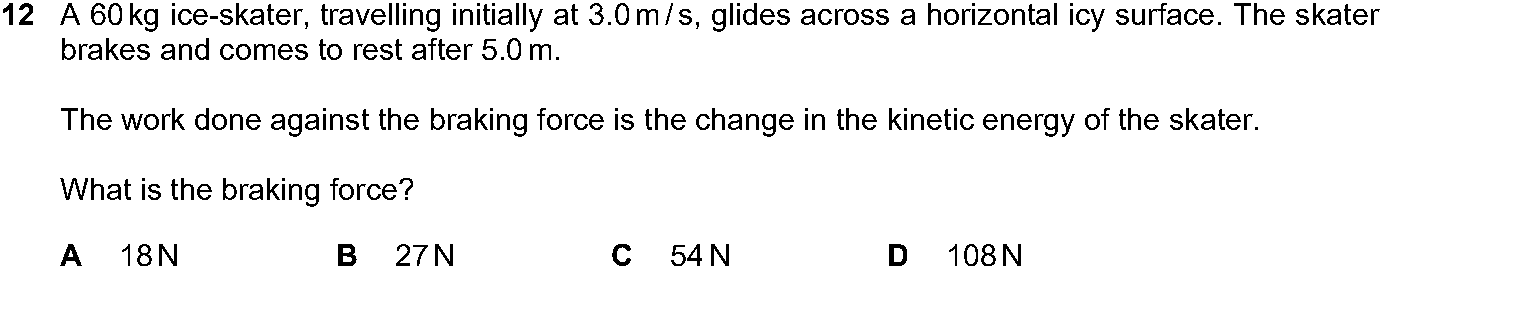 12 A 60 kg ice-skater, travelling initially at 3.0 m / s, glides across a horizontal icy surface. The skater
brakes and comes to rest after 5.0 m.
The work done against the braking force is the change in the kinetic energy of the skater.
What is the braking force?
A 18 N B 27 N C 54 N D 108 N